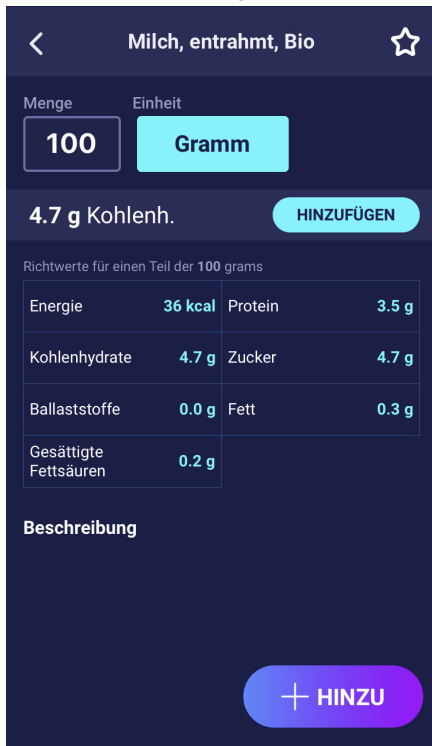 Milch, entrahmt, Bio
Menge Einheit
100 Gramm
4.7 g Kohlenh. HINZUFÜGEN
Richtwerte für einen Teil der 100 grams
Energie 36 kcal Protein 3.5 g
Kohlenhydrate 4.7 g Zucker 4.7 g
Ballaststoffe 0.0 g Fett 0.3 g
Gesättigte
Fettsäuren 0.2 g
Beschreibung
+ HINZU